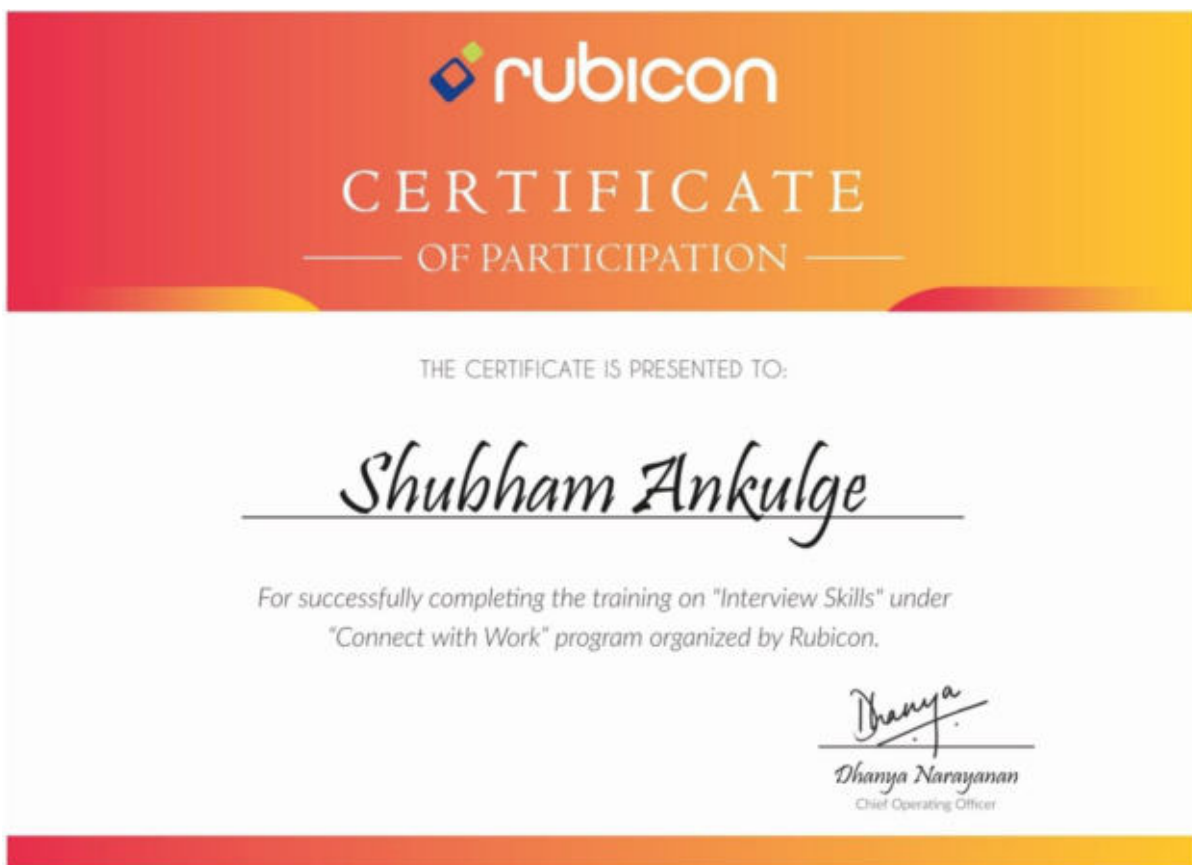 rubicon
CERTIFICATE
OF PARTICIPATION
THE CERTIFICATE IS PRESENTED TO:
Shubham Ankulge
For successfully completing the training on "Interview Skills" under
"Connect with Work" program organized by Rubicon.
Dhanya
Dhanya Narayanan
Chief Operating Officer